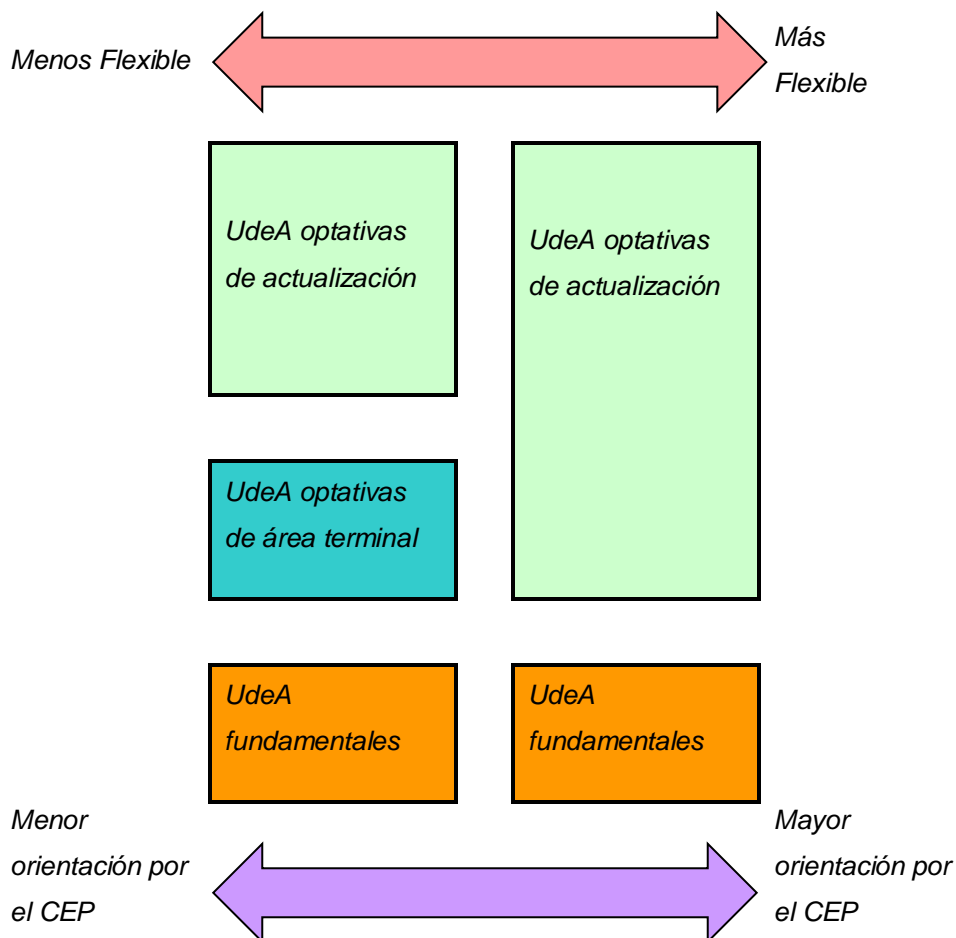 Menos Flexible
Más
Flexible
UdeA optativas
de actualización
UdeA optativas
de actualización
UdeA optativas
de área terminal
UdeA
fundamentales
UdeA
fundamentales
Menor
orientación por
el CEP
Mayor
orientación por
el CEP